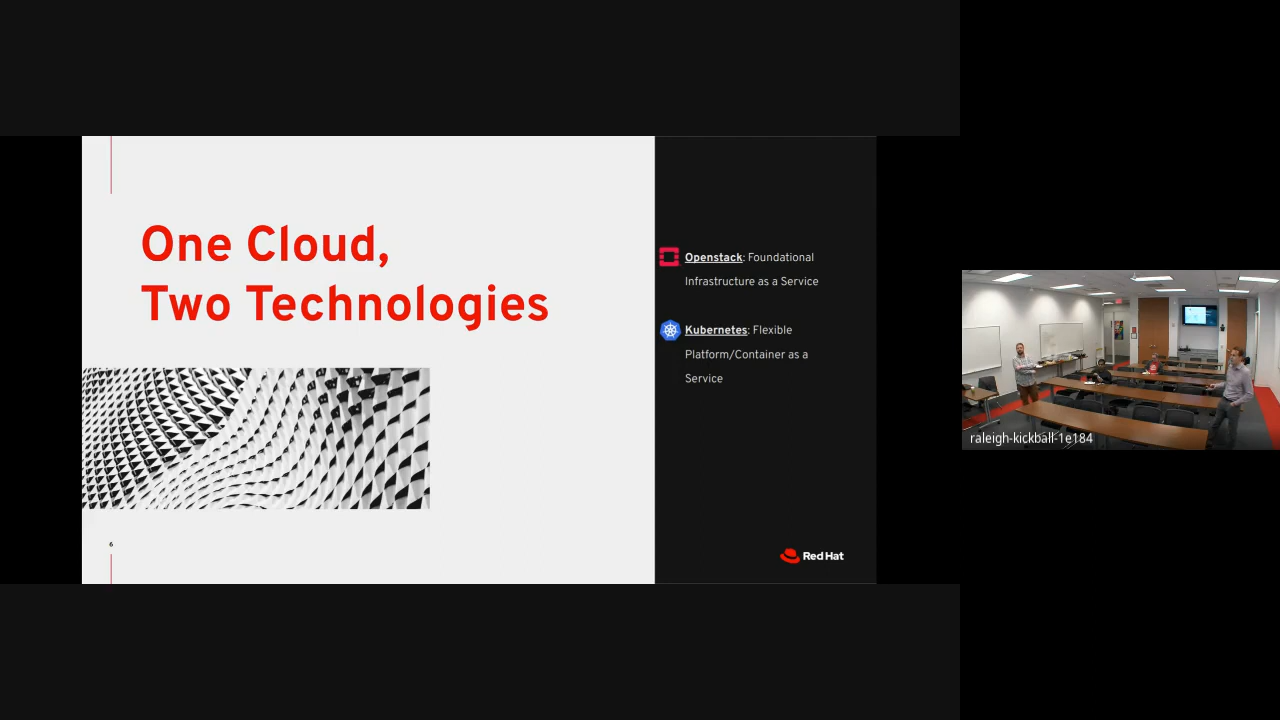 One Cloud,
Two Technologies
Openstack: Foundational
Infrastructure as a Service
Kubernetes: Flexible
Platform/Container as a
Service
6
Red Hat
raleigh-kickball-1e184